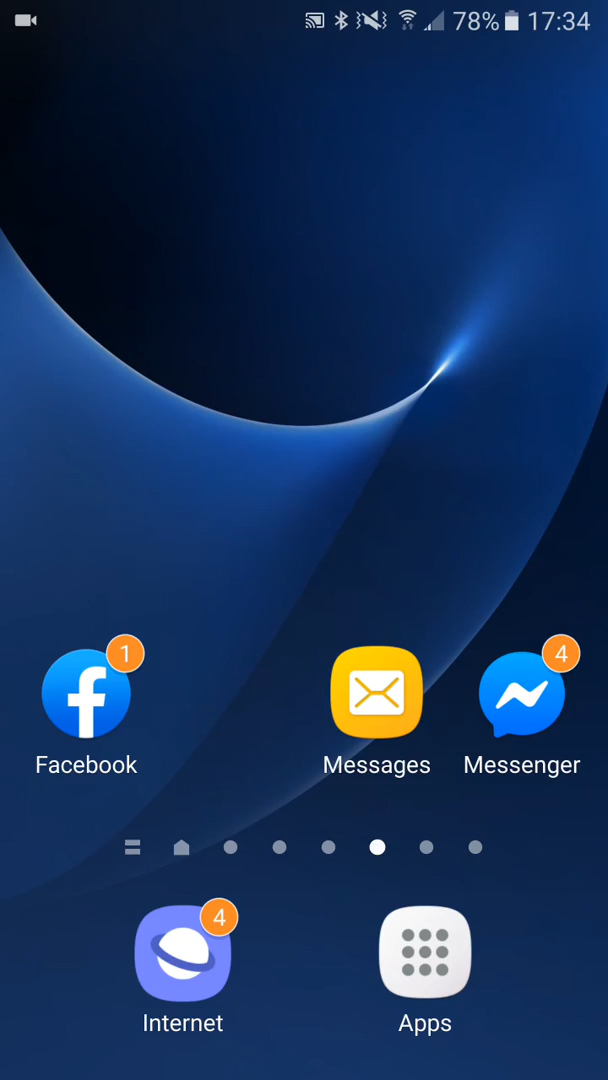 78% 17:34
1
4
Facebook
Messages
Messenger
4
Internet
Apps